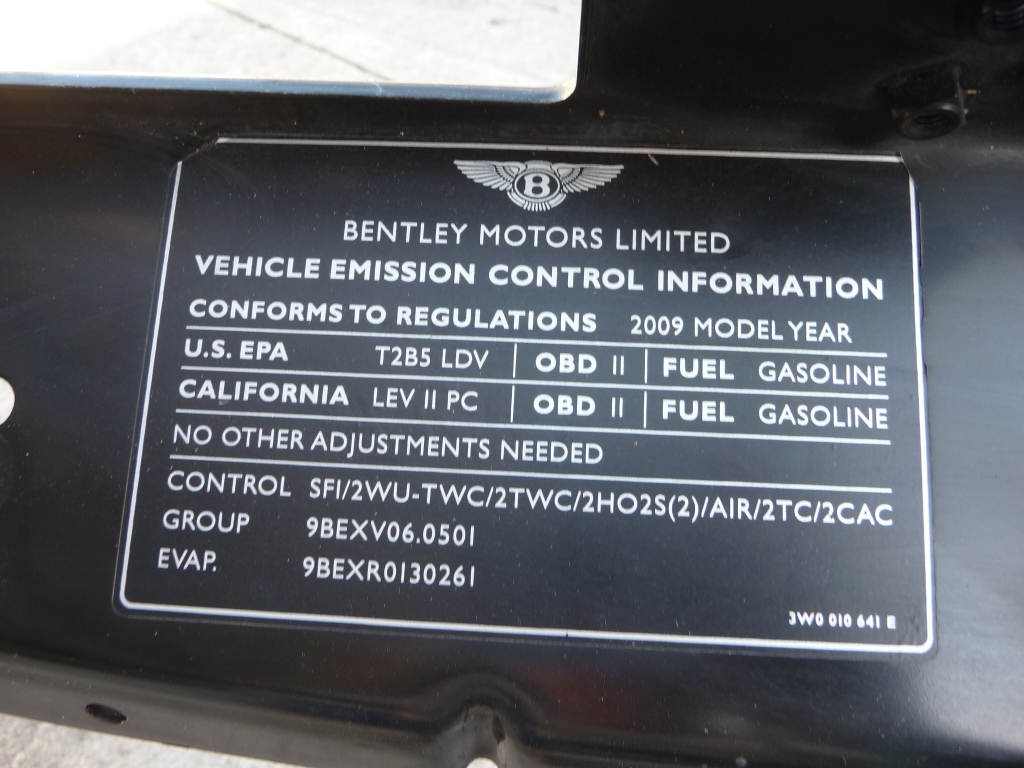 B
BENTLEY MOTORS LIMITED
VEHICLE EMISSION CONTROL INFORMATION
CONFORMS TO REGULATIONS 2009 MODEL YEAR
U.S. EPA T2B5 LDV OBD II FUEL GASOLINE
CALIFORNIA LEV II PC OBD II FUEL GASOLINE
NO OTHER ADJUSTMENTS NEEDED
CONTROL SFI/2WU-TWC/2TWC/2HO2S(2)/AIR/2TC/2CAC
GROUP 9BEXV06.0501
EVAP. 9BEXR0130261
3W0 010 641 E